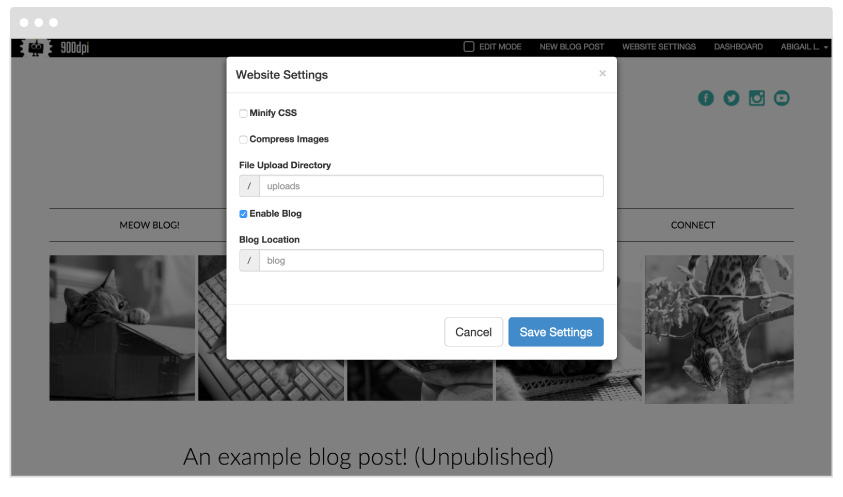 900dpi
EDIT MODE NEW BLOG POST WEBSITE SETTINGS DASHBOARD ABIGAIL L.
Website Settings ×
Minify CSS
Compress Images
File Upload Directory
/ uploads
Enable Blog
Blog Location
/ blog
Cancel Save Settings
MEOW BLOG! CONNECT
An example blog post! (Unpublished)